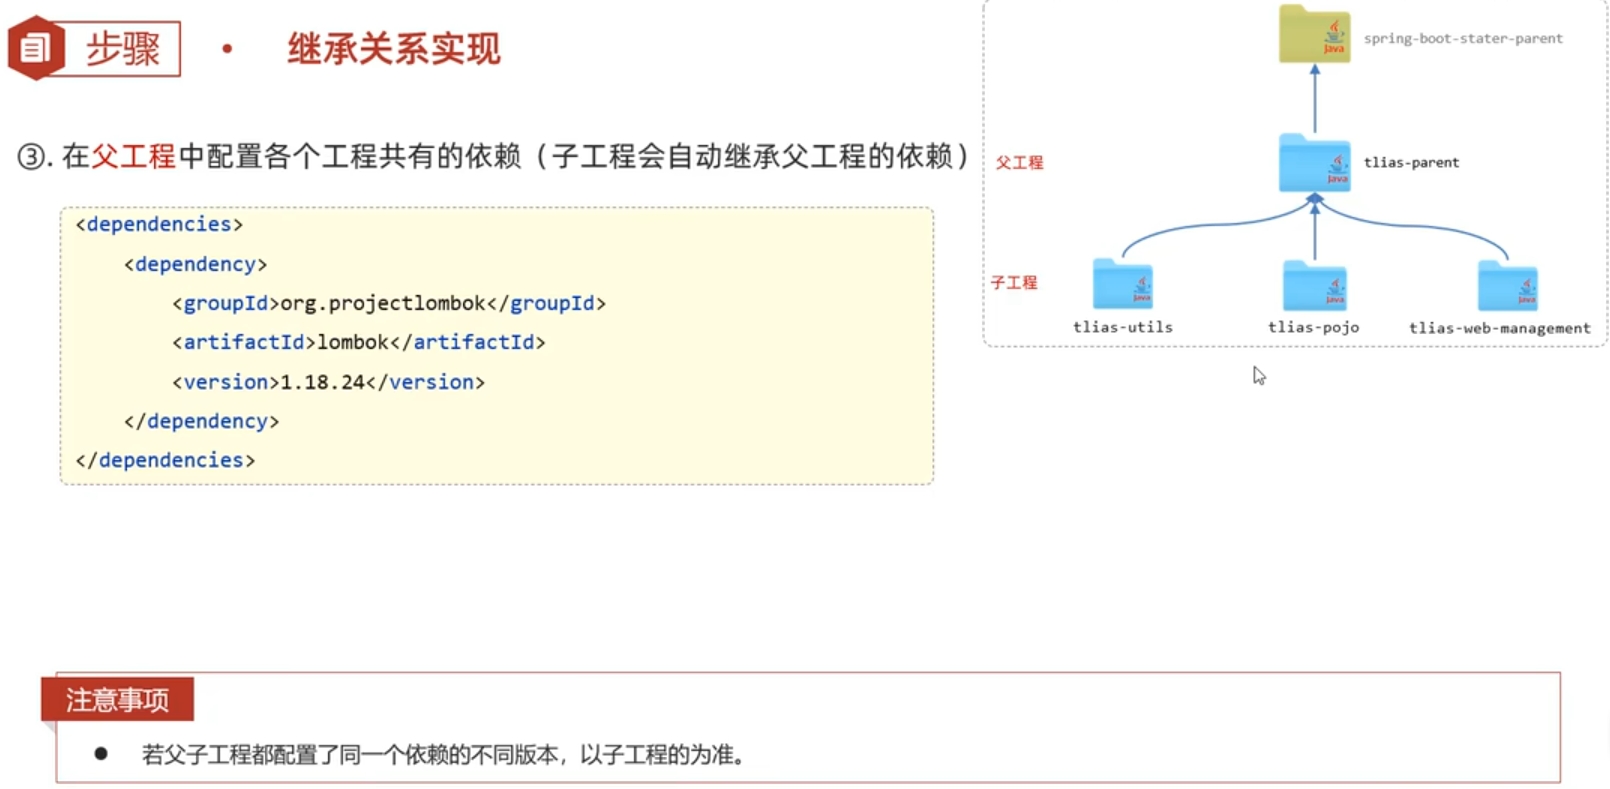 步骤 · 继承关系实现
③. 在父工程中配置各个工程共有的依赖（子工程会自动继承父工程的依赖）
<dependencies>
<dependency>
<groupId>org.projectlombok</groupId>
<artifactId>lombok</artifactId>
<version>1.18.24</version>
</dependency>
</dependencies>
spring-boot-stater-parent
父工程
tlias-parent
子工程
tlias-utils
tlias-pojo
tlias-web-management
Java
Java
Java
Java
Java
注意事项
● 若父子工程都配置了同一个依赖的不同版本，以子工程的为准。